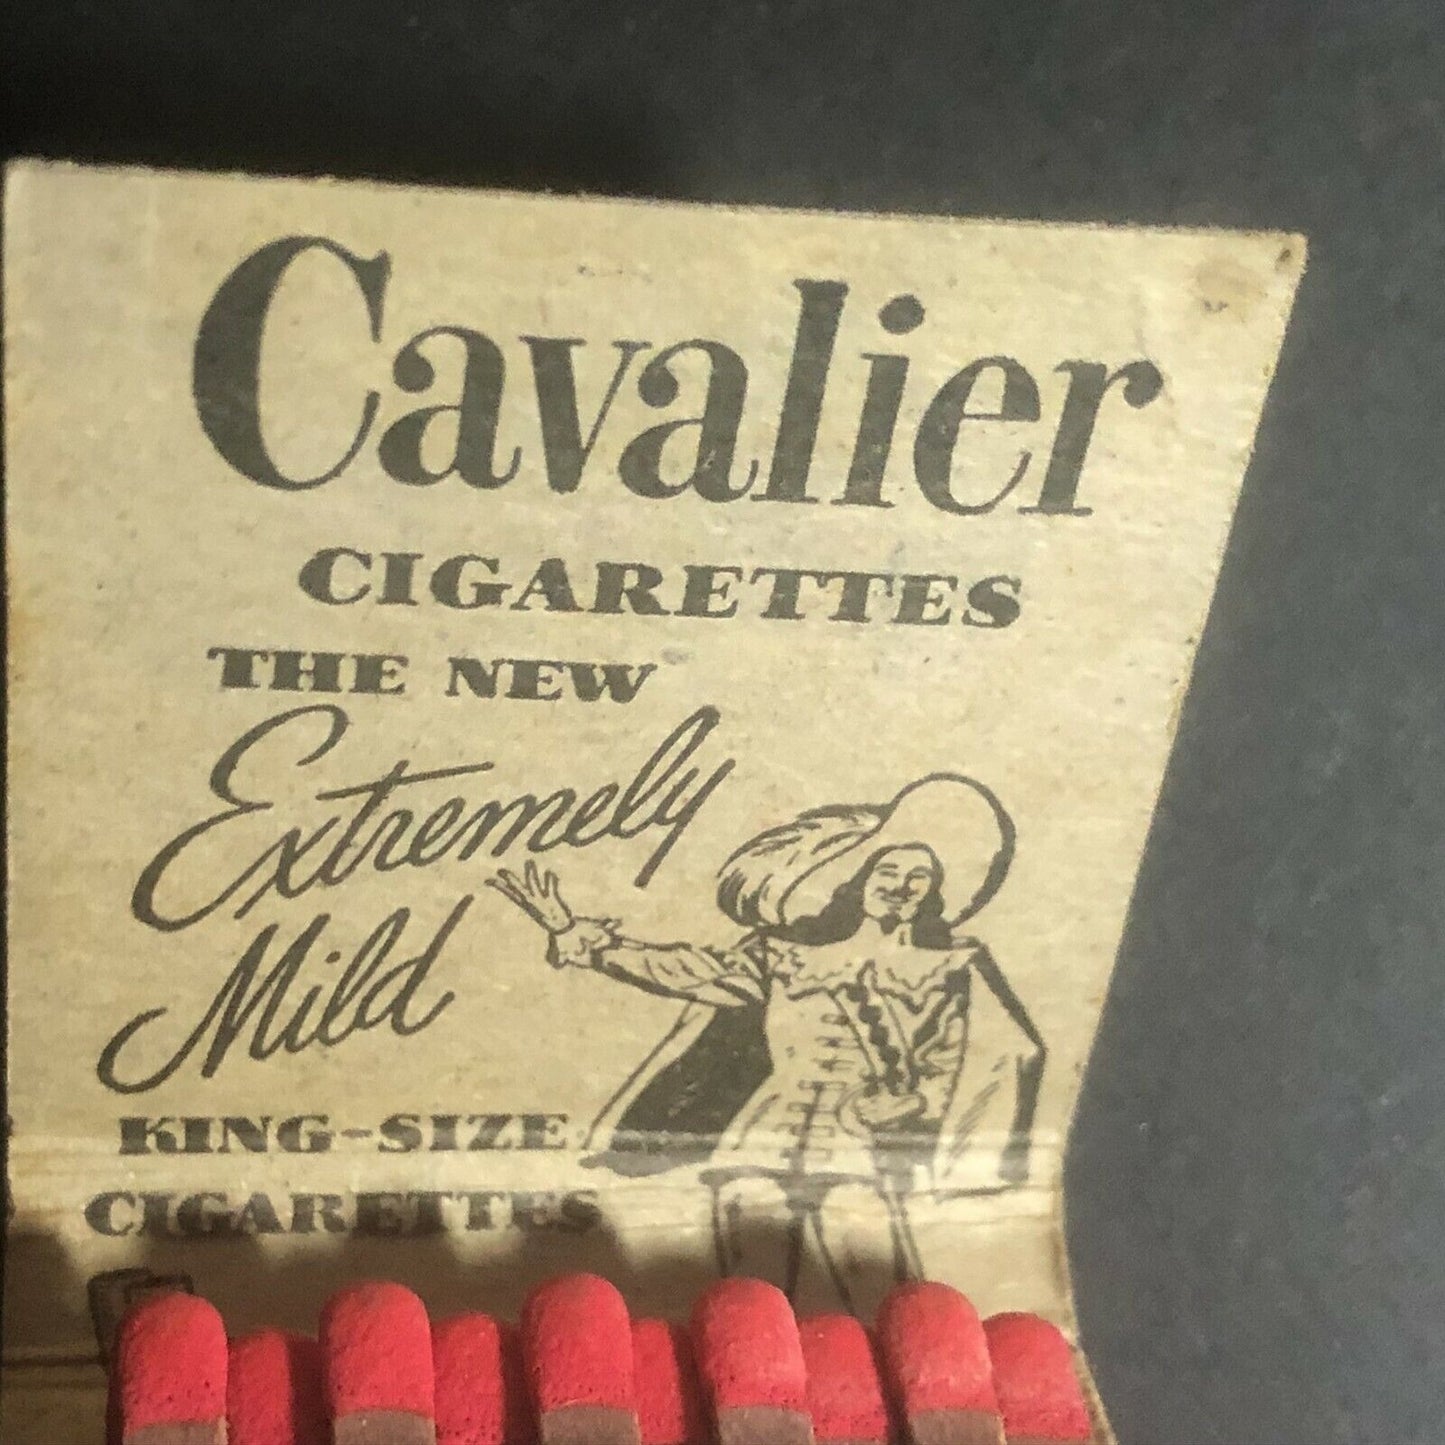 Cavalier
CIGARETTES
THE NEW
Extremely
Mild
KING-SIZE
CIGARETTES